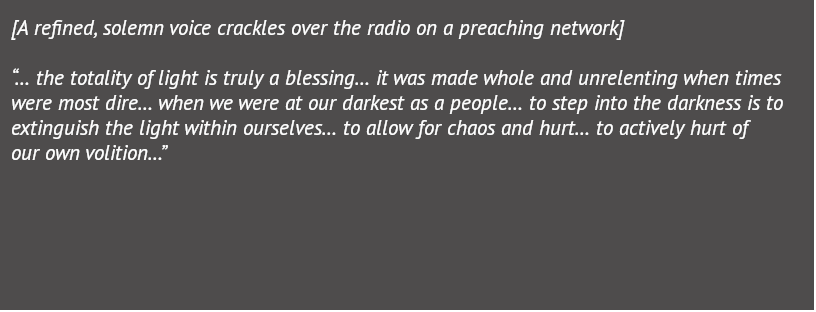 [A refined, solemn voice crackles over the radio on a preaching network]
“… the totality of light is truly a blessing… it was made whole and unrelenting when times
were most dire… when we were at our darkest as a people… to step into the darkness is to
extinguish the light within ourselves… to allow for chaos and hurt… to actively hurt of
our own volition…”